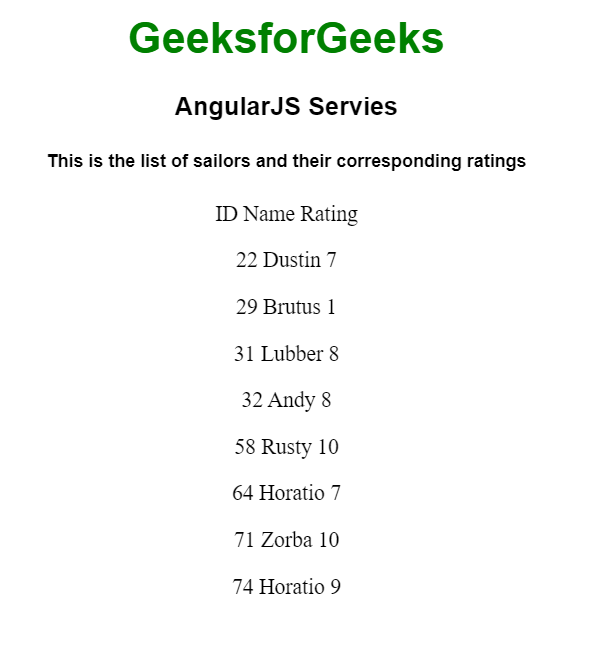 GeeksforGeeks
AngularJS Servies
This is the list of sailors and their corresponding ratings
ID Name Rating
22 Dustin 7
29 Brutus 1
31 Lubber 8
32 Andy 8
58 Rusty 10
64 Horatio 7
71 Zorba 10
74 Horatio 9